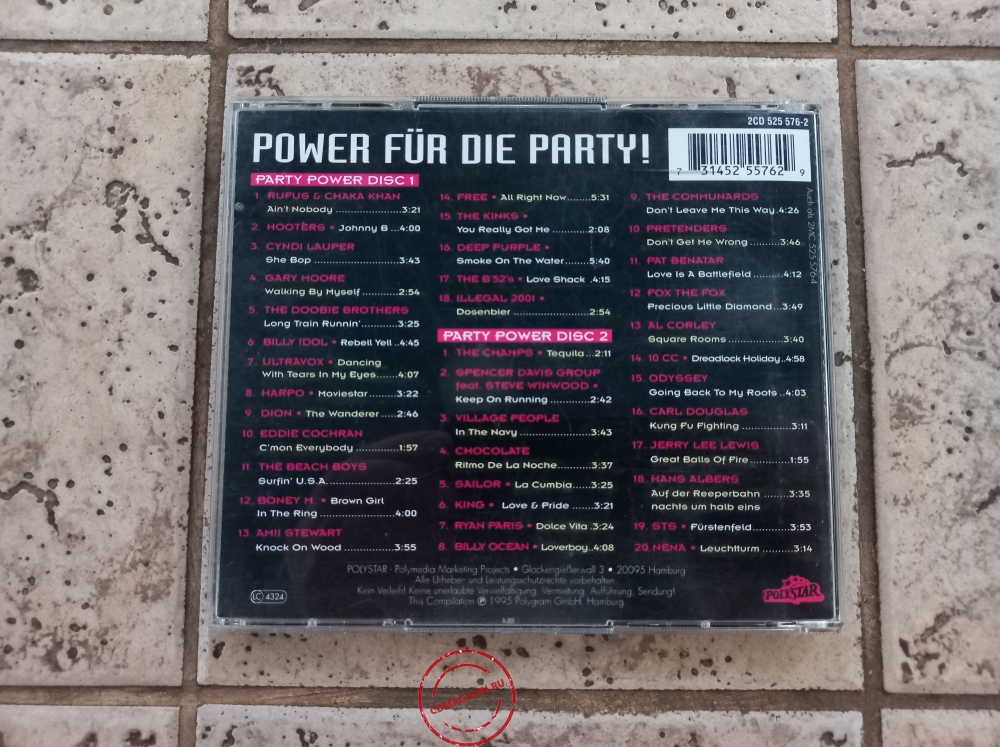 2CD 525 576-2
POWER FÜR DIE PARTY!
7 31452 55762 9
Auch als 2MC 525 576-4
PARTY POWER DISC 1
1. RUFUS & CHAKA KHAN
Ain't Nobody ..................3:21
2. HOOTERS • Johnny B ...4:00
3. CYNDI LAUPER
She Bop ..................3:43
4. GARY MOORE
Walking By Myself ..........2:54
5. THE DOOBIE BROTHERS
Long Train Runnin'..........3:25
6. BILLY IDOL • Rebell Yell ..4:45
7. ULTRAVOX • Dancing
With Tears In My Eyes......4:07
8. HARPO • Moviestar.......3:22
9. DION • The Wanderer ....2:46
10. EDDIE COCHRAN
C'mon Everybody ..........1:57
11. THE BEACH BOYS
Surfin' U.S.A. ................2:25
12. BONEY M. • Brown Girl
In The Ring ................4:00
13. AMII STEWART
Knock On Wood ..........3:55
14. FREE • All Right Now......5:31
15. THE KINKS •
You Really Got Me .........2:08
16. DEEP PURPLE •
Smoke On The Water......5:40
17. THE B'52's • Love Shack .4:15
18. ILLEGAL 2001 •
Dosenbier ................2:54
PARTY POWER DISC 2
1. THE CHAMPS • Tequila ...2:11
2. SPENCER DAVIS GROUP
feat. STEVE WINWOOD •
Keep On Running ..........2:42
3. VILLAGE PEOPLE
In The Navy ................3:43
4. CHOCOLATE
Ritmo De La Noche.........3:37
5. SAILOR • La Cumbia.....3:25
6. KING • Love & Pride .....3:21
7. RYAN PARIS • Dolce Vita .3:24
8. BILLY OCEAN • Loverboy..4:08
9. THE COMMUNARDS
Don't Leave Me This Way.4:26
10. PRETENDERS
Don't Get Me Wrong .......3:46
11. PAT BENATAR
Love Is A Battlefield ........4:12
12. FOX THE FOX
Precious Little Diamond...3:49
13. AL CORLEY
Square Rooms .............3:40
14. 10 CC • Dreadlock Holiday..4:58
15. ODYSSEY
Going Back To My Roots ..4:03
16. CARL DOUGLAS
Kung Fu Fighting ..........3:11
17. JERRY LEE LEWIS
Great Balls Of Fire..........1:55
18. HANS ALBERS
Auf der Reeperbahn .......3:35
nachts um halb eins
19. STS • Fürstenfeld..........3:53
20. NENA • Leuchtturm ........3:14
POLYSTAR - Polymedia Marketing Projects • Glockengießerwall 3 • 20095 Hamburg
Alle Urheber- und Leistungsschutzrechte vorbehalten.
Kein Verleih! Keine unerlaubte Vervielfältigung, Vermietung, Aufführung, Sendung!
This Compilation ℗ 1995 Polygram GmbH, Hamburg
LC 4324
POLYSTAR
CDMAGAZIN.RU